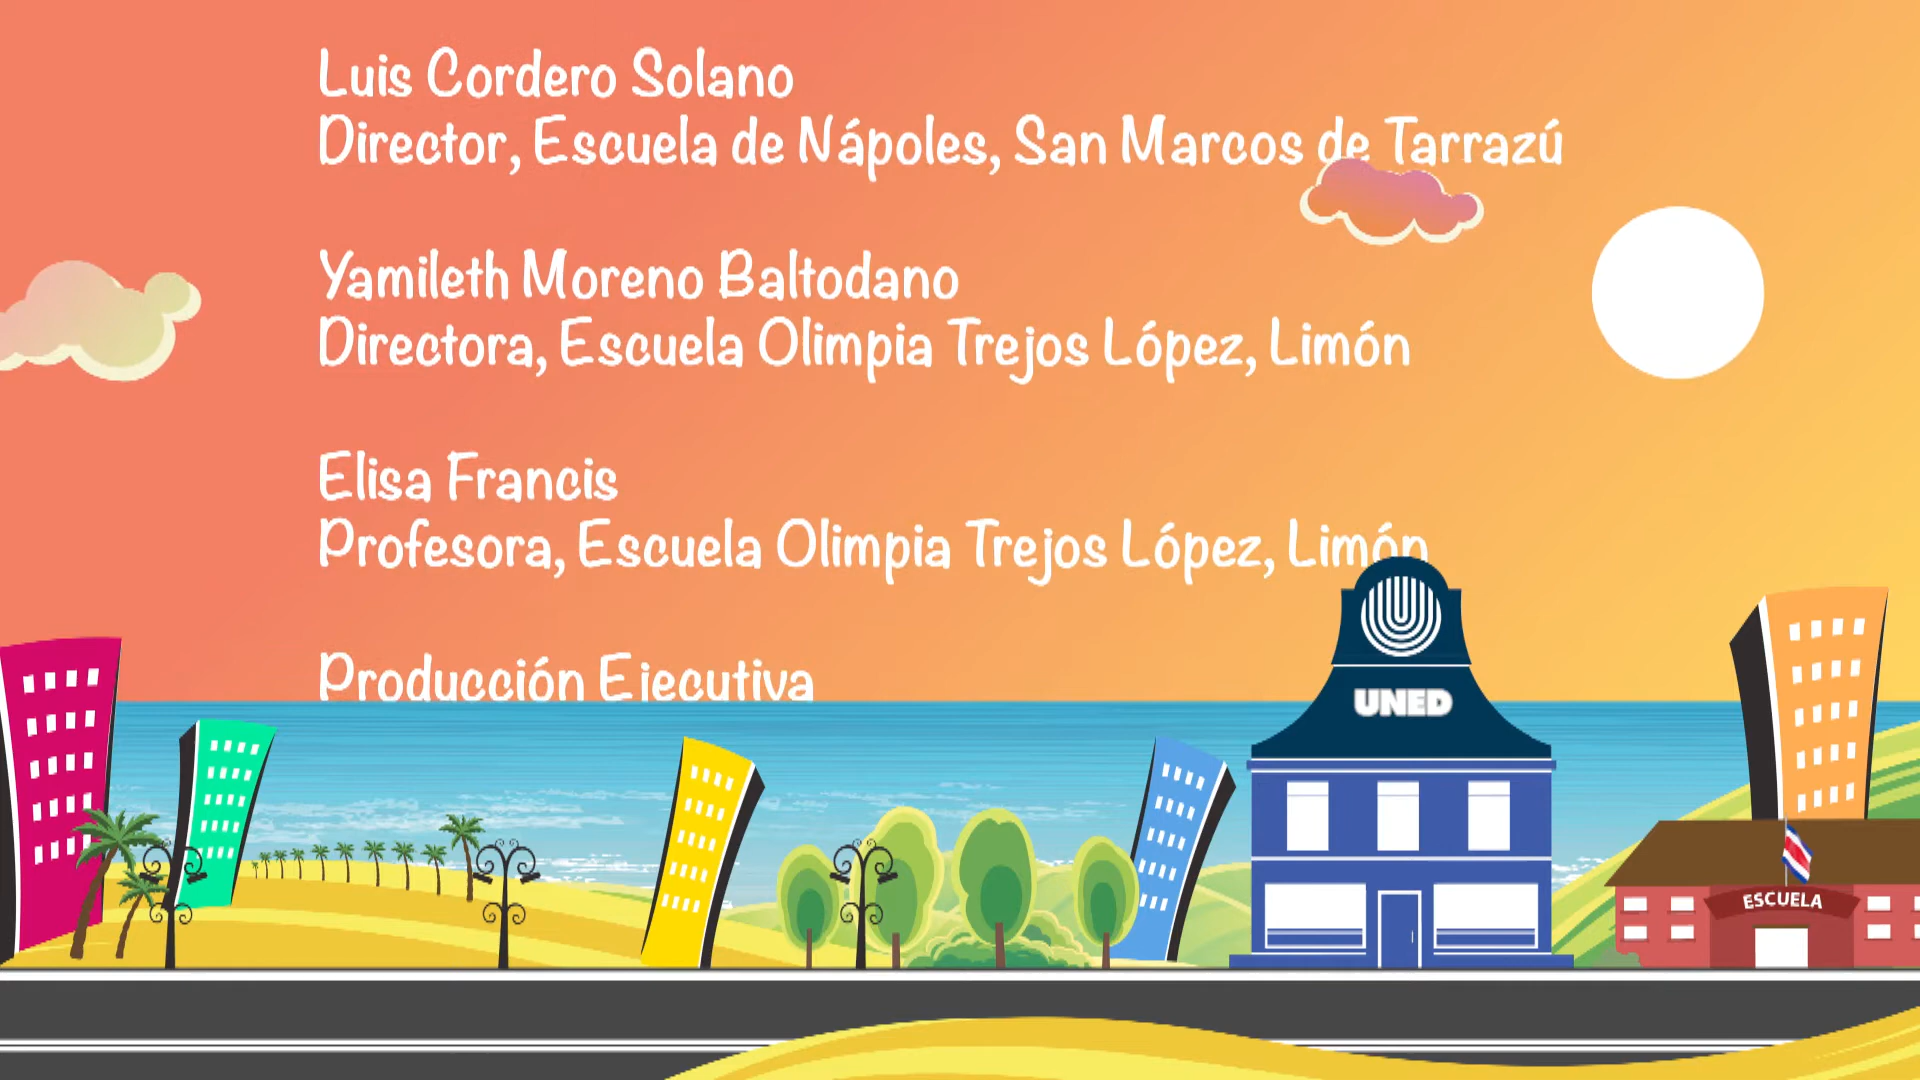 Luis Cordero Solano
Director, Escuela de Nápoles, San Marcos de Tarrazú
Yamileth Moreno Baltodano
Directora, Escuela Olimpia Trejos López, Limón
Elisa Francis
Profesora, Escuela Olimpia Trejos López, Limón
Producción Ejecutiva
UNED
ESCUELA